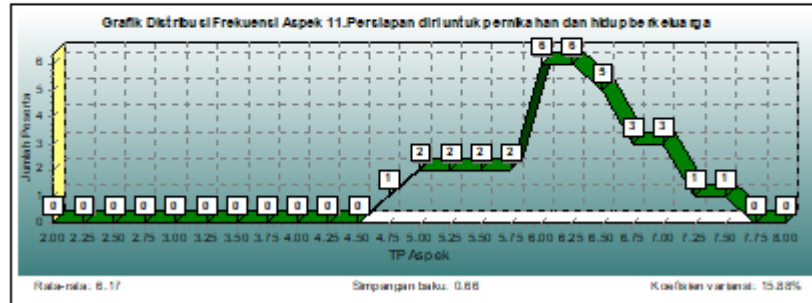 Grafik Distribusi Frekuensi Aspek 11.Persiapan diri untuk pernikahan dan hidup berkeluarga
Jumlah Peserta
6
5
4
3
2
1
0
0 0 0 0 0 0 0 0 0 0 0 1 2 2 2 2 6 6 5 3 3 1 1 0 0
2.00 2.25 2.50 2.75 3.00 3.25 3.50 3.75 4.00 4.25 4.50 4.75 5.00 5.25 5.50 5.75 6.00 6.25 6.50 6.75 7.00 7.25 7.50 7.75 8.00
TP Aspek
Rata-rata: 6.17 Simpangan baku: 0.66 Koefisien variansi: 15.88%